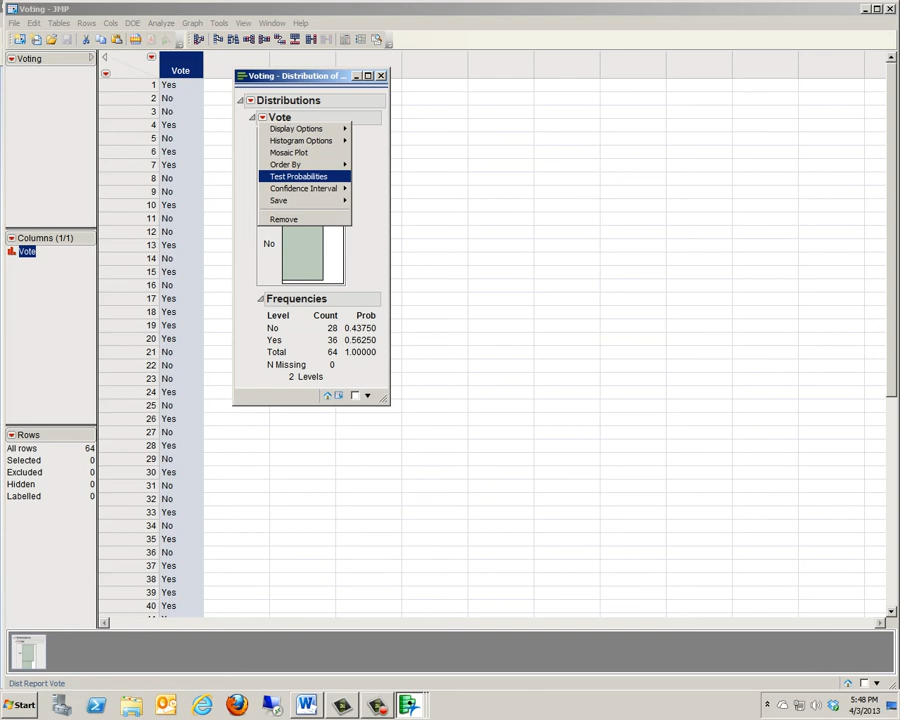 Voting - JMP
File Edit Tables Rows Cols DOE Analyze Graph Tools View Window Help
Voting
Vote
1 Yes
2 No
3 No
4 Yes
5 No
6 Yes
7 Yes
8 No
9 No
10 Yes
11 No
12 No
13 Yes
14 No
15 Yes
16 No
17 Yes
18 Yes
19 Yes
20 Yes
21 No
22 No
23 No
24 Yes
25 No
26 Yes
27 No
28 Yes
29 No
30 Yes
31 No
32 No
33 Yes
34 No
35 Yes
36 No
37 Yes
38 Yes
39 Yes
40 Yes
Columns (1/1)
Vote
Rows
All rows 64
Selected 0
Excluded 0
Hidden 0
Labelled 0
Voting - Distribution of ...
Distributions
Vote
Display Options
Histogram Options
Mosaic Plot
Order By
Test Probabilities
Confidence Interval
Save
Remove
No
Frequencies
Level Count Prob
No 28 0.43750
Yes 36 0.56250
Total 64 1.00000
N Missing 0
2 Levels
Dist Report Vote
Start
5:48 PM
4/3/2013